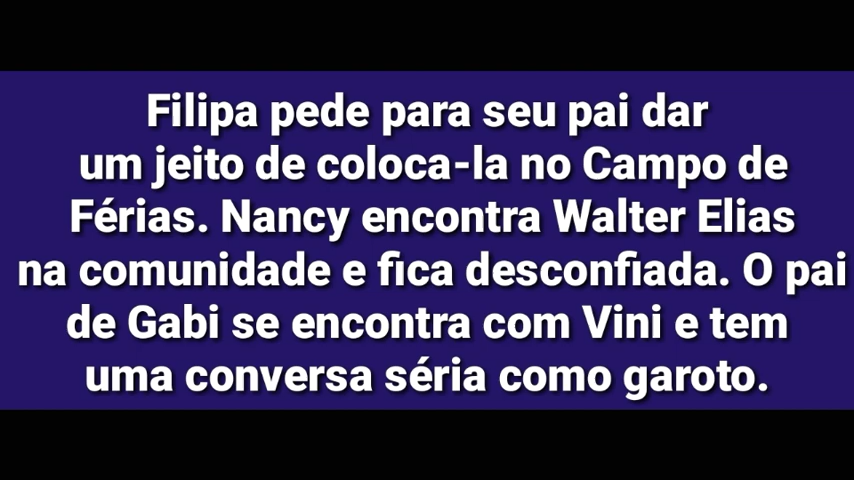 Filipa pede para seu pai dar
um jeito de coloca-la no Campo de
Férias. Nancy encontra Walter Elias
na comunidade e fica desconfiada. O pai
de Gabi se encontra com Vini e tem
uma conversa séria como garoto.